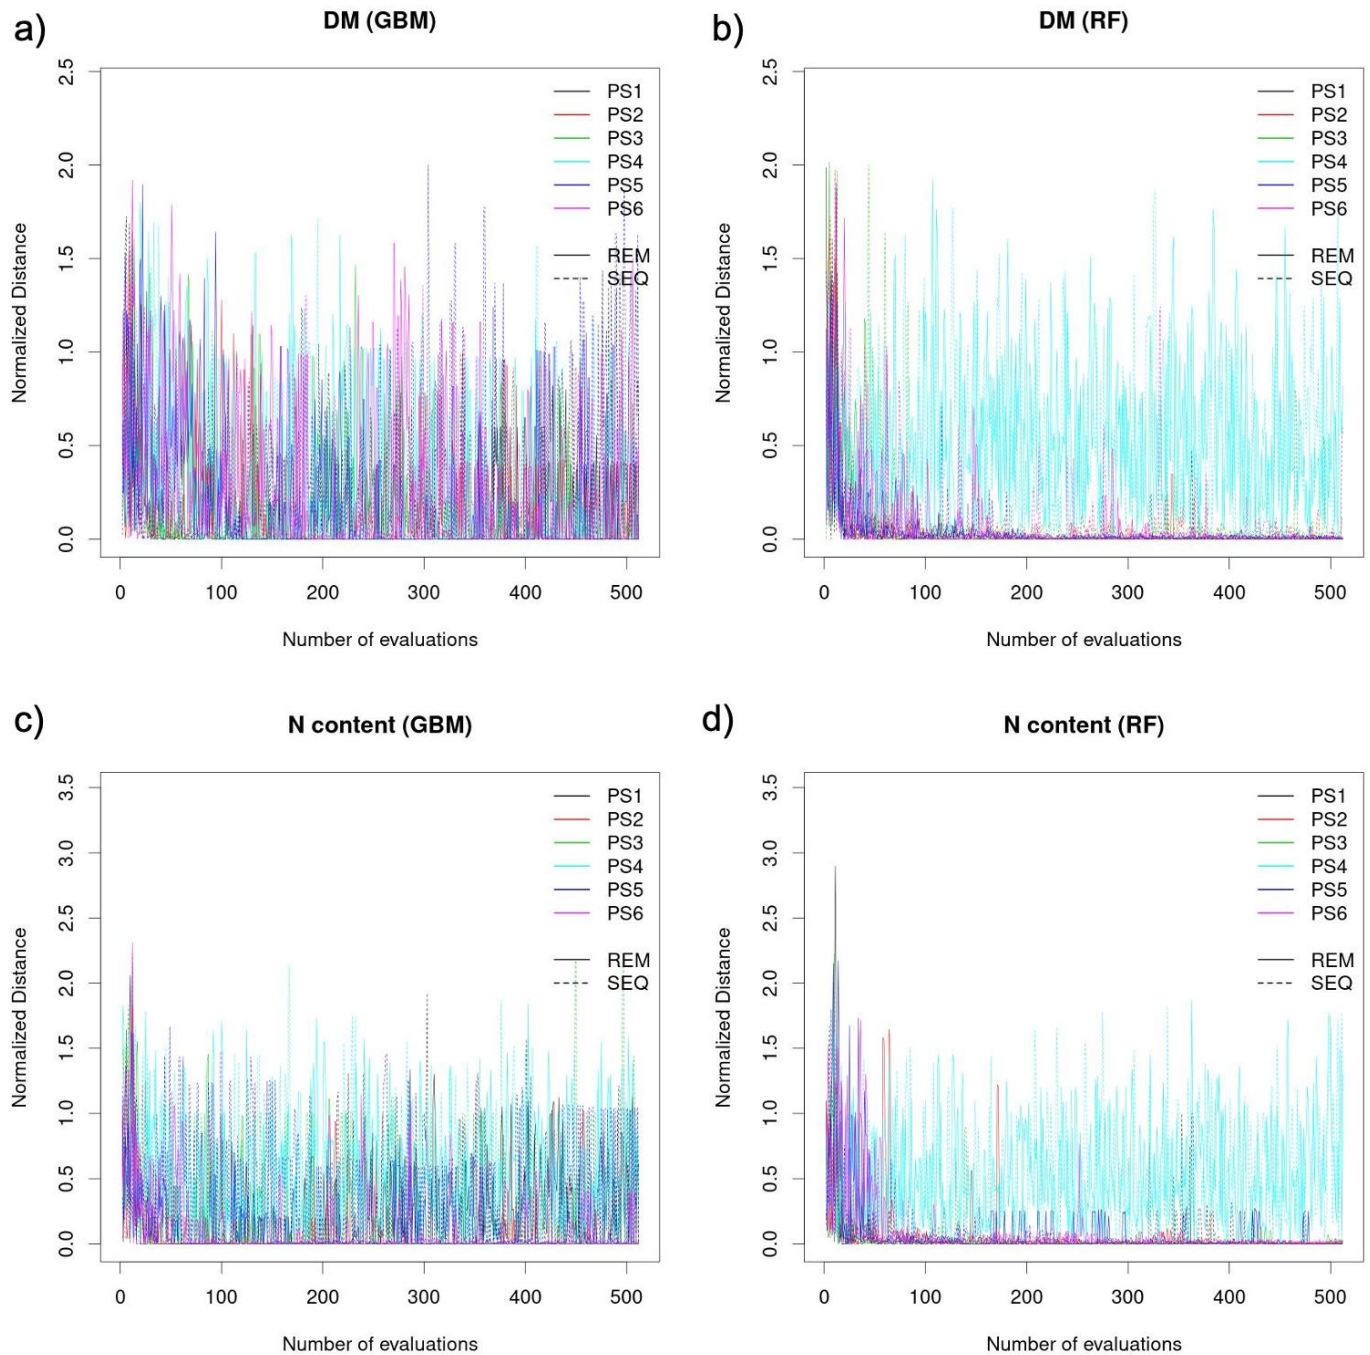 a)
DM (GBM)
Normalized Distance
2.5
2.0
1.5
1.0
0.5
0.0
PS1
PS2
PS3
PS4
PS5
PS6
REM
SEQ
0 100 200 300 400 500
Number of evaluations
b)
DM (RF)
Normalized Distance
2.5
2.0
1.5
1.0
0.5
0.0
PS1
PS2
PS3
PS4
PS5
PS6
REM
SEQ
0 100 200 300 400 500
Number of evaluations
c)
N content (GBM)
Normalized Distance
3.5
3.0
2.5
2.0
1.5
1.0
0.5
0.0
PS1
PS2
PS3
PS4
PS5
PS6
REM
SEQ
0 100 200 300 400 500
Number of evaluations
d)
N content (RF)
Normalized Distance
3.5
3.0
2.5
2.0
1.5
1.0
0.5
0.0
PS1
PS2
PS3
PS4
PS5
PS6
REM
SEQ
0 100 200 300 400 500
Number of evaluations